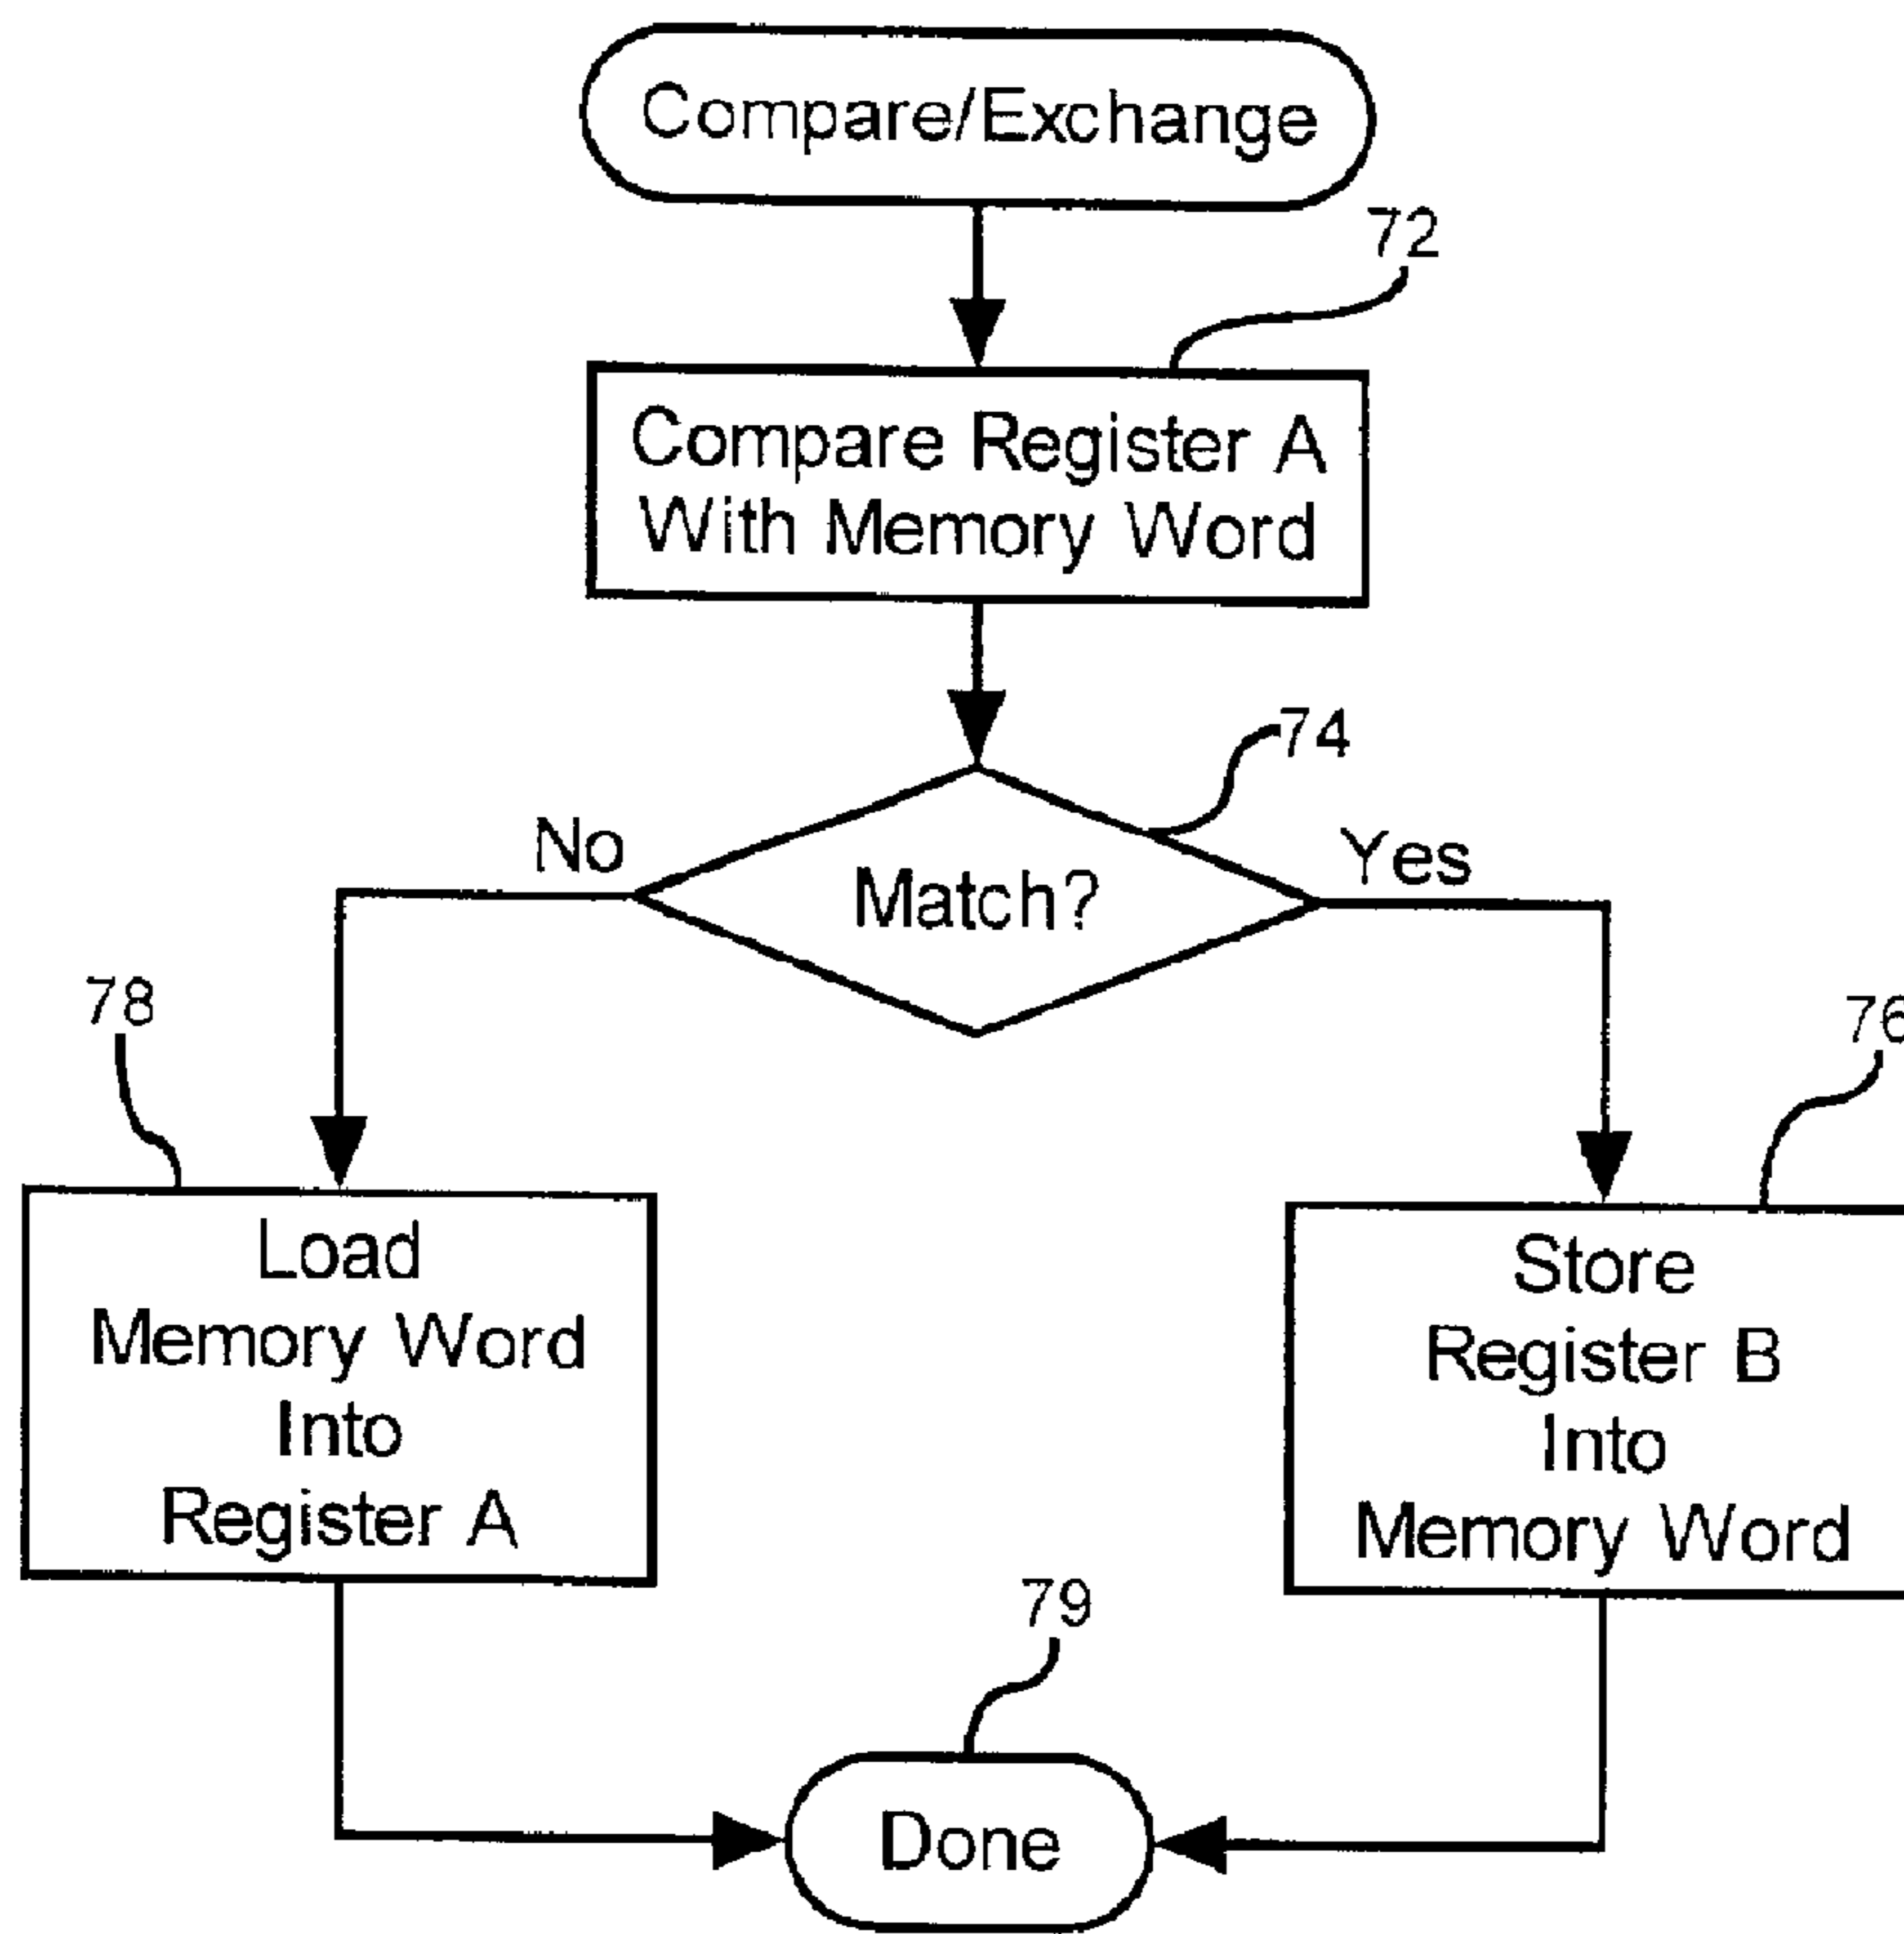 Compare/Exchange
72
Compare Register A
With Memory Word
74
No
Match?
Yes
78
76
Load
Memory Word
Into
Register A
Store
Register B
Into
Memory Word
79
Done